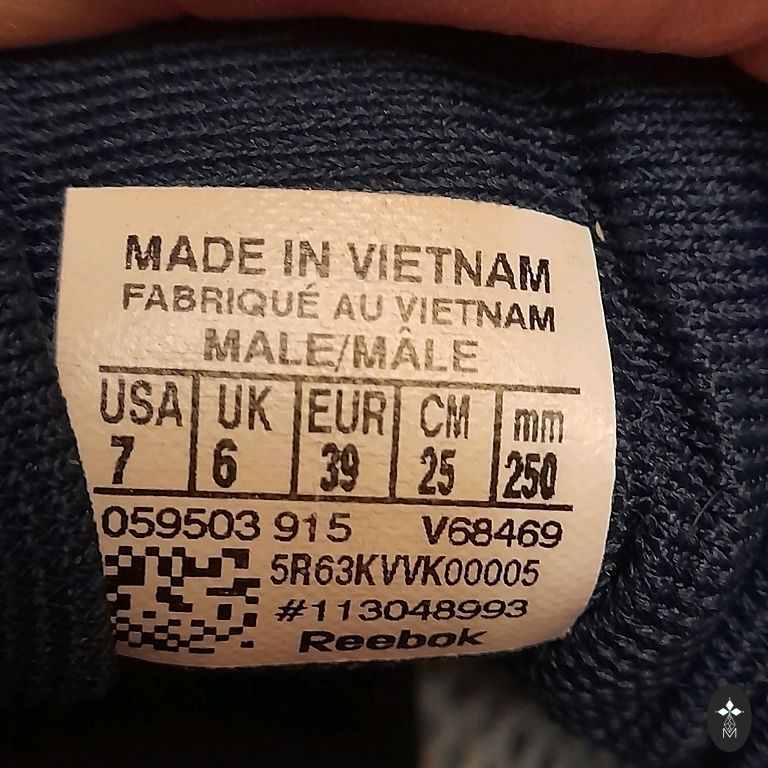 MADE IN VIETNAM
FABRIQUÉ AU VIETNAM
MALE/MÂLE
USA UK EUR CM mm
7 6 39 25 250
059503 915 V68469
5R63KVVK00005
#113048993
Reebok
M